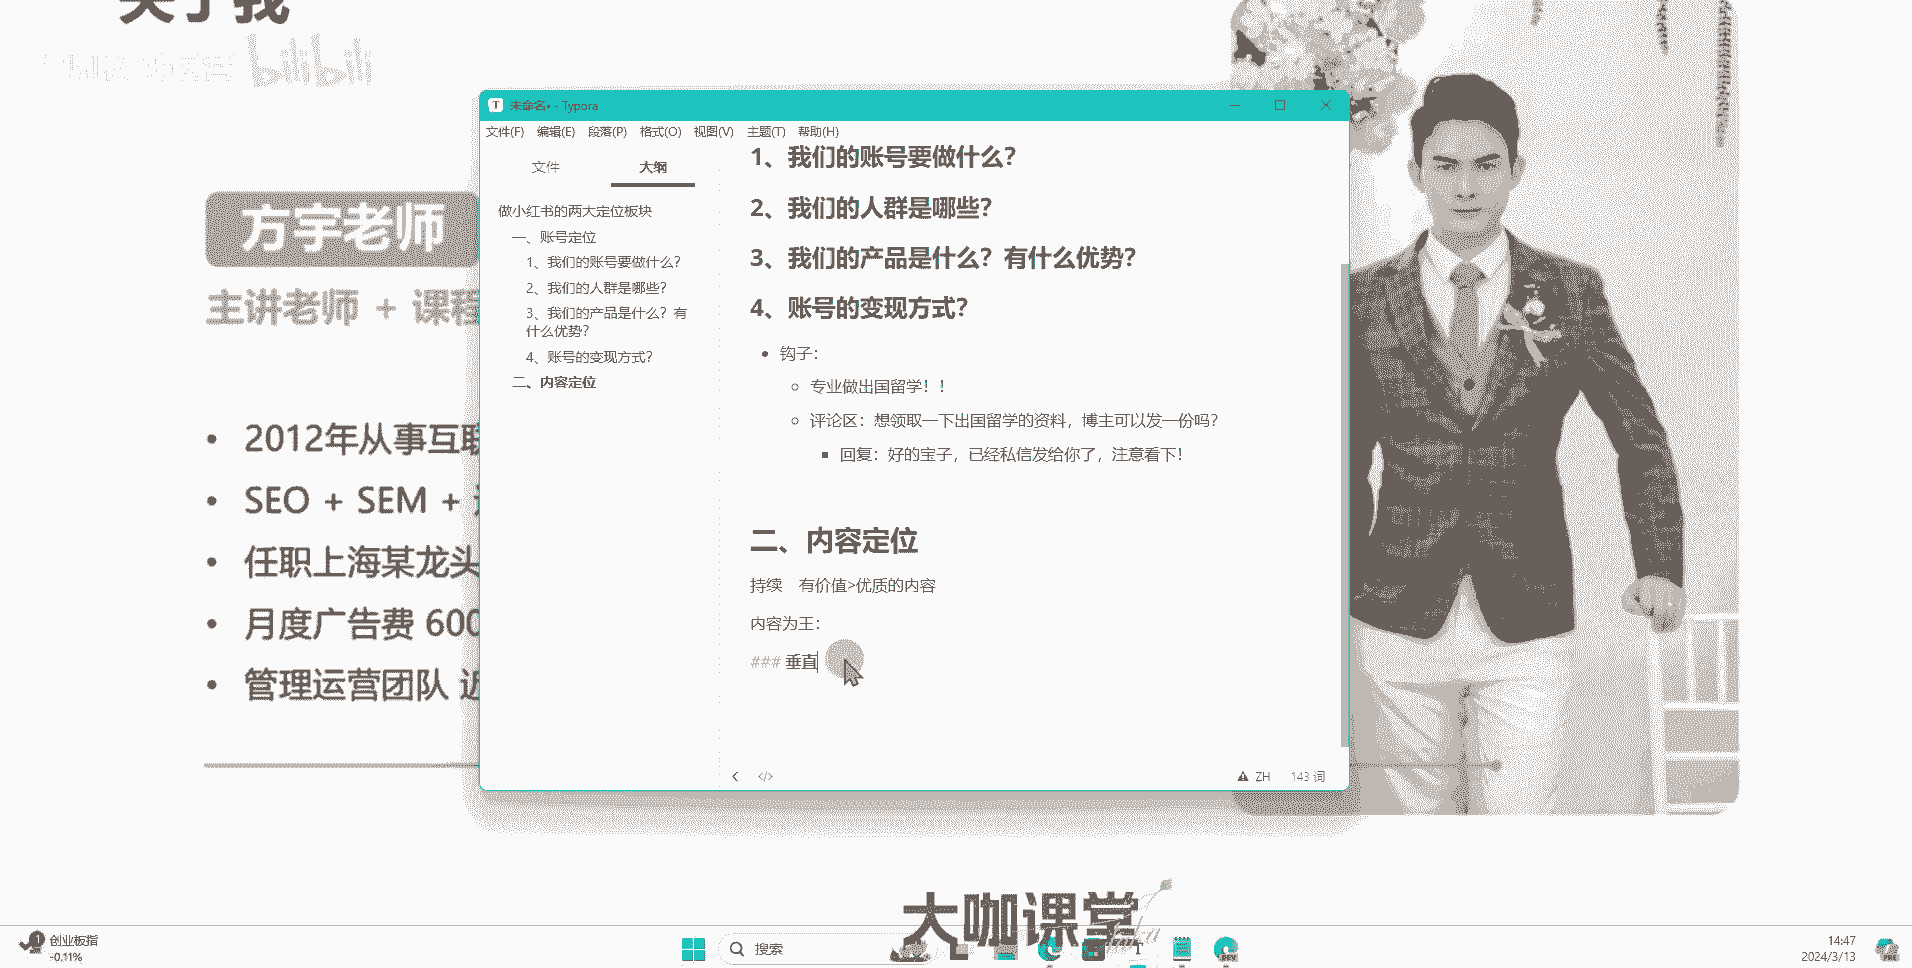 关于我
bilibili
方宇老师
主讲老师 + 课程
2012年从事互联
SEO + SEM +
任职上海某龙头
月度广告费 600
管理运营团队 近
未命名• - Typora
文件(F) 编辑(E) 段落(P) 格式(O) 视图(V) 主题(T) 帮助(H)
文件 大纲
做小红书的两大定位板块
一、账号定位
1、我们的账号要做什么?
2、我们的人群是哪些?
3、我们的产品是什么? 有
什么优势?
4、账号的变现方式?
二、内容定位
1、我们的账号要做什么?
2、我们的人群是哪些?
3、我们的产品是什么? 有什么优势?
4、账号的变现方式?
钩子:
专业做出国留学! !
评论区: 想领取一下出国留学的资料, 博主可以发一份吗?
回复: 好的宝子, 已经私信发给你了, 注意看下!
二、内容定位
持续 有价值>优质的内容
内容为王:
### 垂直
</> ZH 143 词
大咖课堂
1 创业板指
-0.11%
搜索
T
DEV
14:47
2024/3/13
PRE